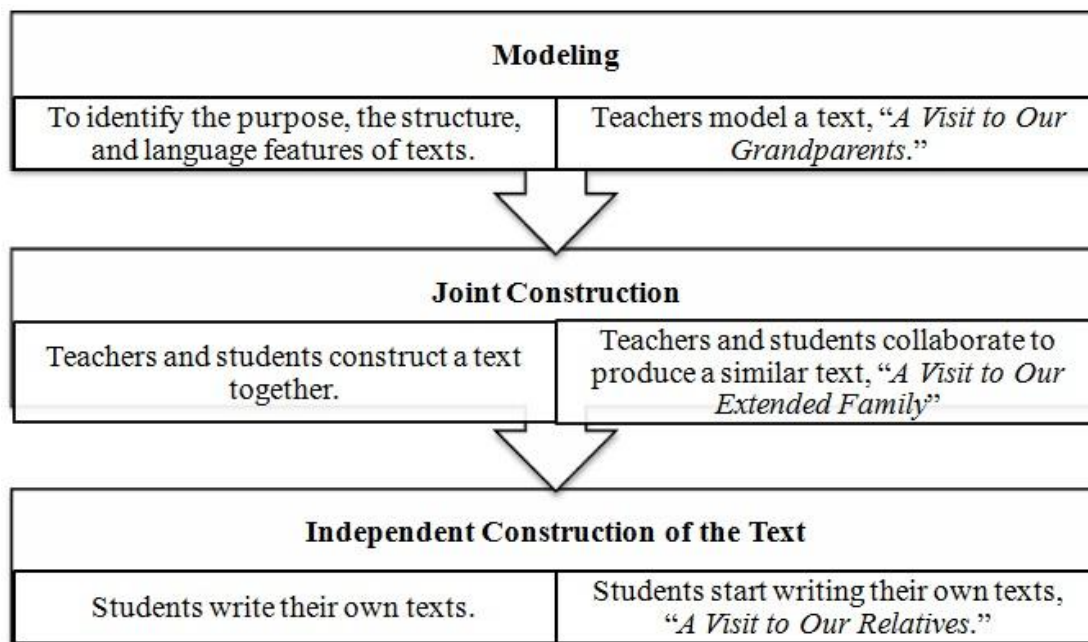 Modeling
To identify the purpose, the structure,
and language features of texts.
Teachers model a text, “A Visit to Our
Grandparents.”
Joint Construction
Teachers and students construct a text
together.
Teachers and students collaborate to
produce a similar text, “A Visit to Our
Extended Family”
Independent Construction of the Text
Students write their own texts.
Students start writing their own texts,
“A Visit to Our Relatives.”